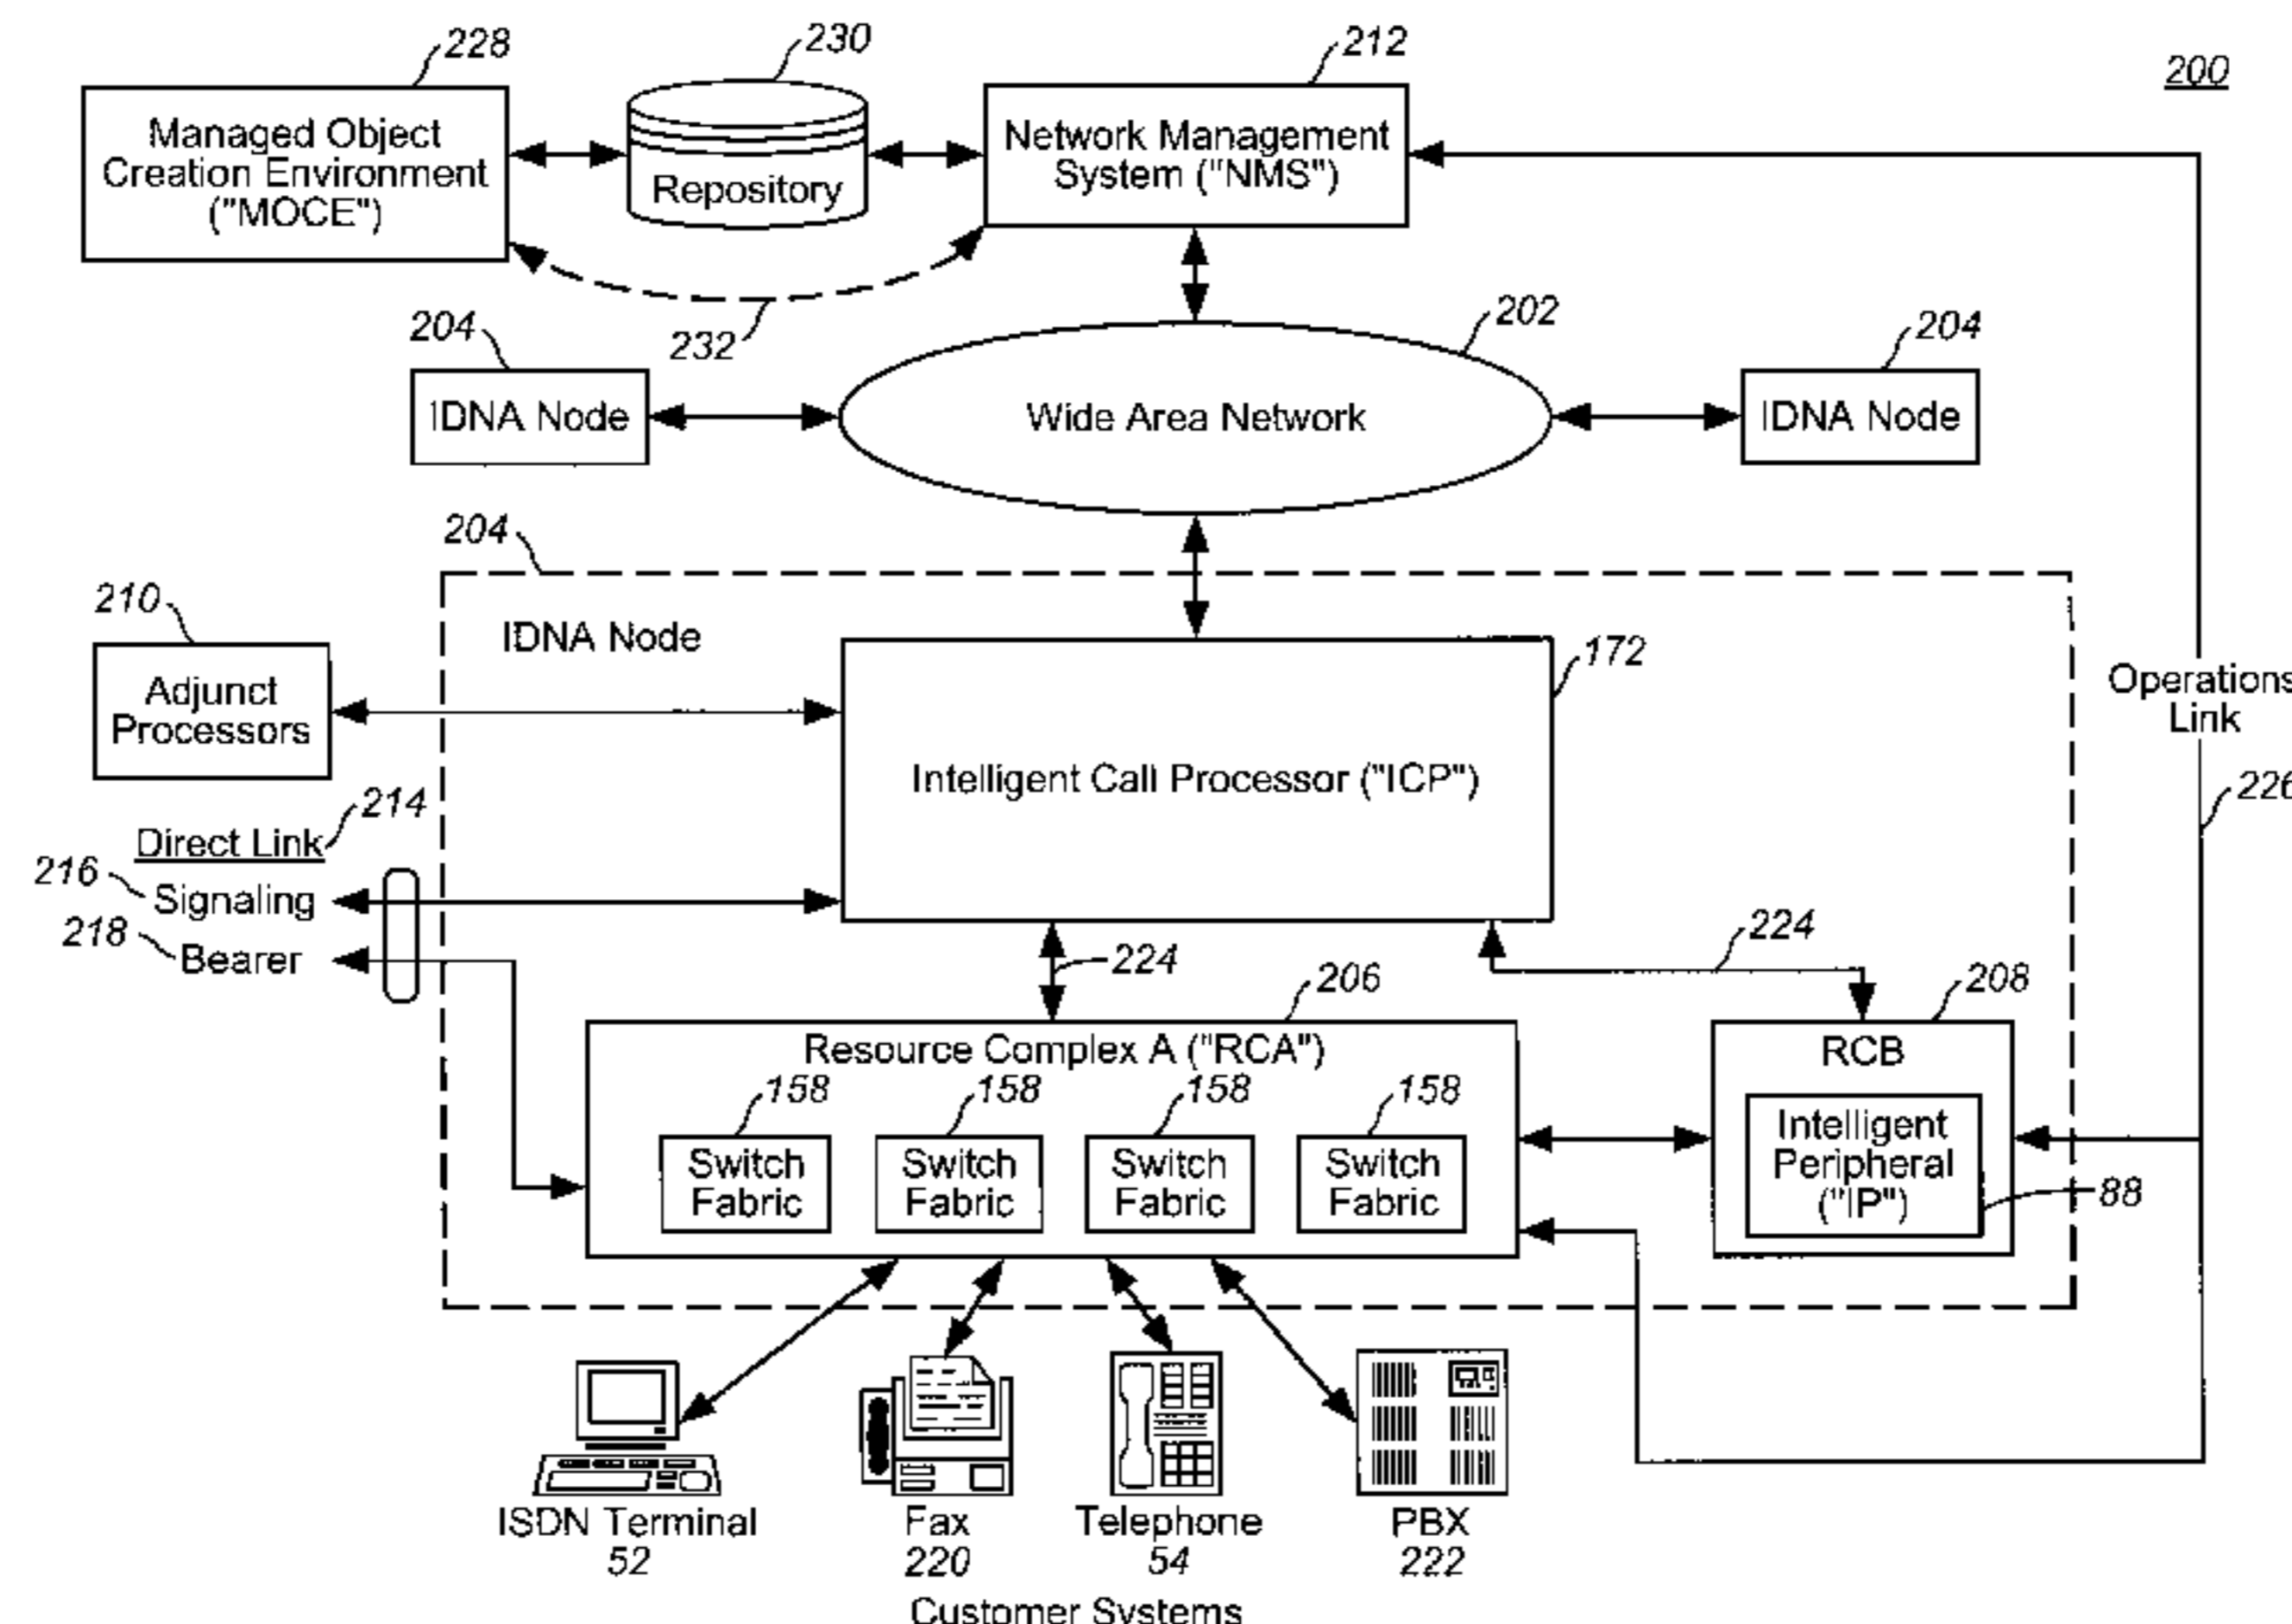 228
230
212
200
Managed Object
Creation Environment
("MOCE")
Repository
Network Management
System ("NMS")
204
232
202
204
IDNA Node
Wide Area Network
IDNA Node
204
210
IDNA Node
172
Adjunct
Processors
Operations
Link
Intelligent Call Processor ("ICP")
226
214
Direct Link
216
Signaling
218
Bearer
224
224
206
208
Resource Complex A ("RCA")
RCB
158
158
158
158
Switch
Fabric
Switch
Fabric
Switch
Fabric
Switch
Fabric
Intelligent
Peripheral
("IP")
88
ISDN Terminal
52
Fax
220
Telephone
54
PBX
222
Customer Systems